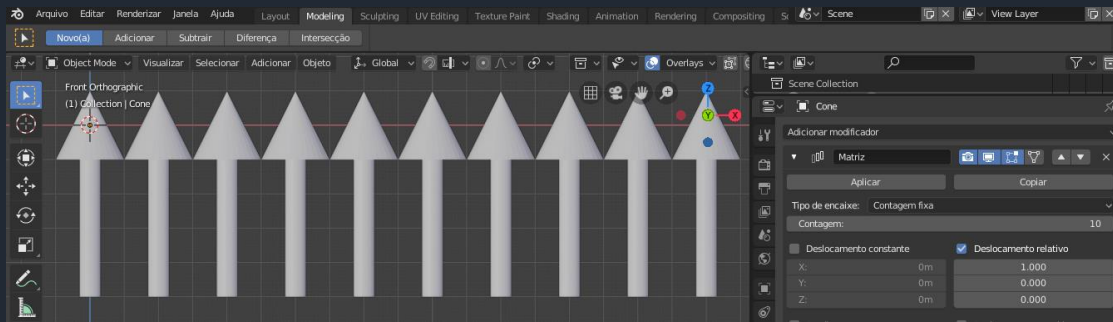 Arquivo Editar Renderizar Janela Ajuda Layout Modeling Sculpting UV Editing Texture Paint Shading Animation Rendering Compositing Scene View Layer
Novo(a) Adicionar Subtrair Diferença Intersecção
Object Mode Visualizar Selecionar Adicionar Objeto Global Overlays
Front Orthographic
(1) Collection | Cone
Z
Y
X
Scene Collection
Cone
Adicionar modificador
Matriz
Aplicar Copiar
Tipo de encaixe: Contagem fixa
Contagem: 10
Deslocamento constante Deslocamento relativo
X: 0m 1.000
Y: 0m 0.000
Z: 0m 0.000